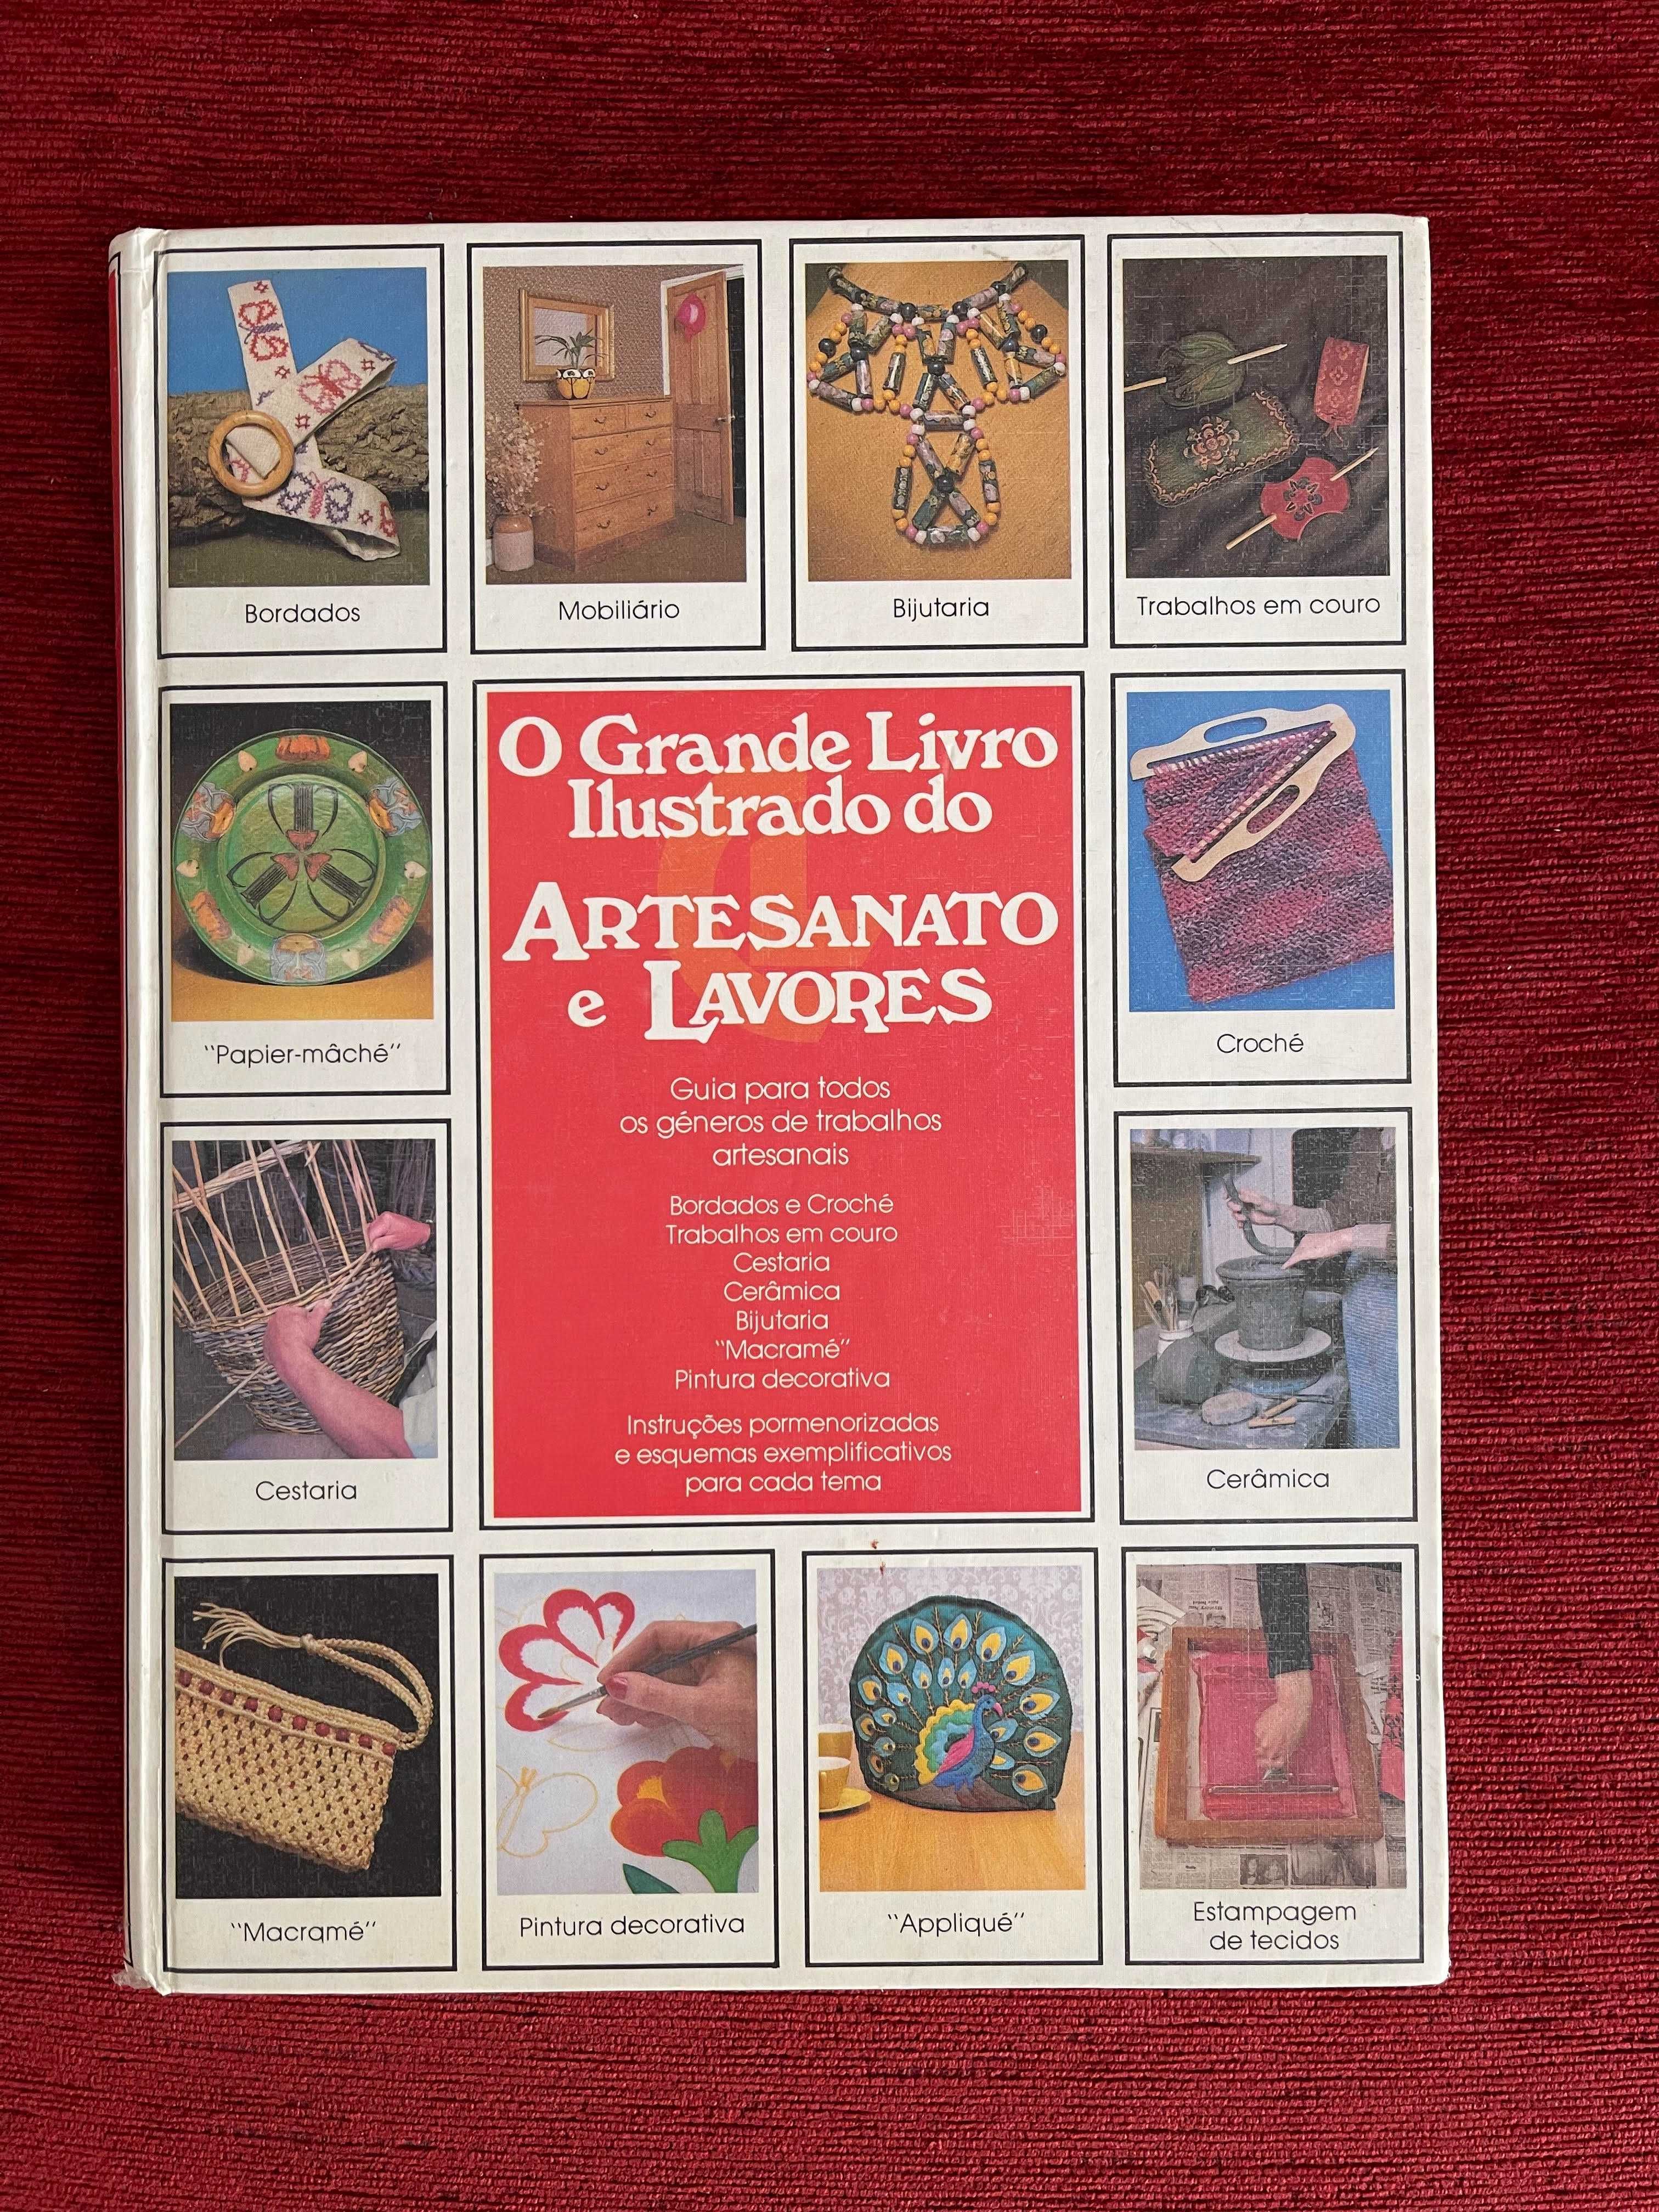 Bordados
Mobiliário
Bijutaria
Trabalhos em couro
O Grande Livro
Ilustrado do
ARTESANATO
e LAVORES
Guia para todos
os géneros de trabalhos
artesanais
Bordados e Croché
Trabalhos em couro
Cestaria
Cerâmica
Bijutaria
"Macramé"
Pintura decorativa
Instruções pormenorizadas
e esquemas exemplificativos
para cada tema
"Papier-mâché"
Croché
Cestaria
Cerâmica
"Macramé"
Pintura decorativa
"Appliqué"
Estampagem
de tecidos